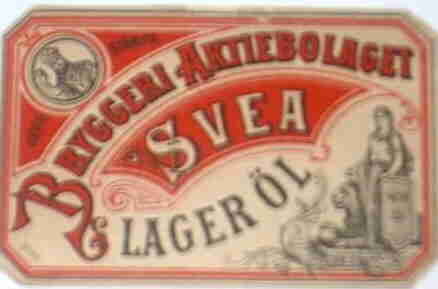 BRYGGERI AKTIEBOLAGET
SVEA
LAGER ÖL